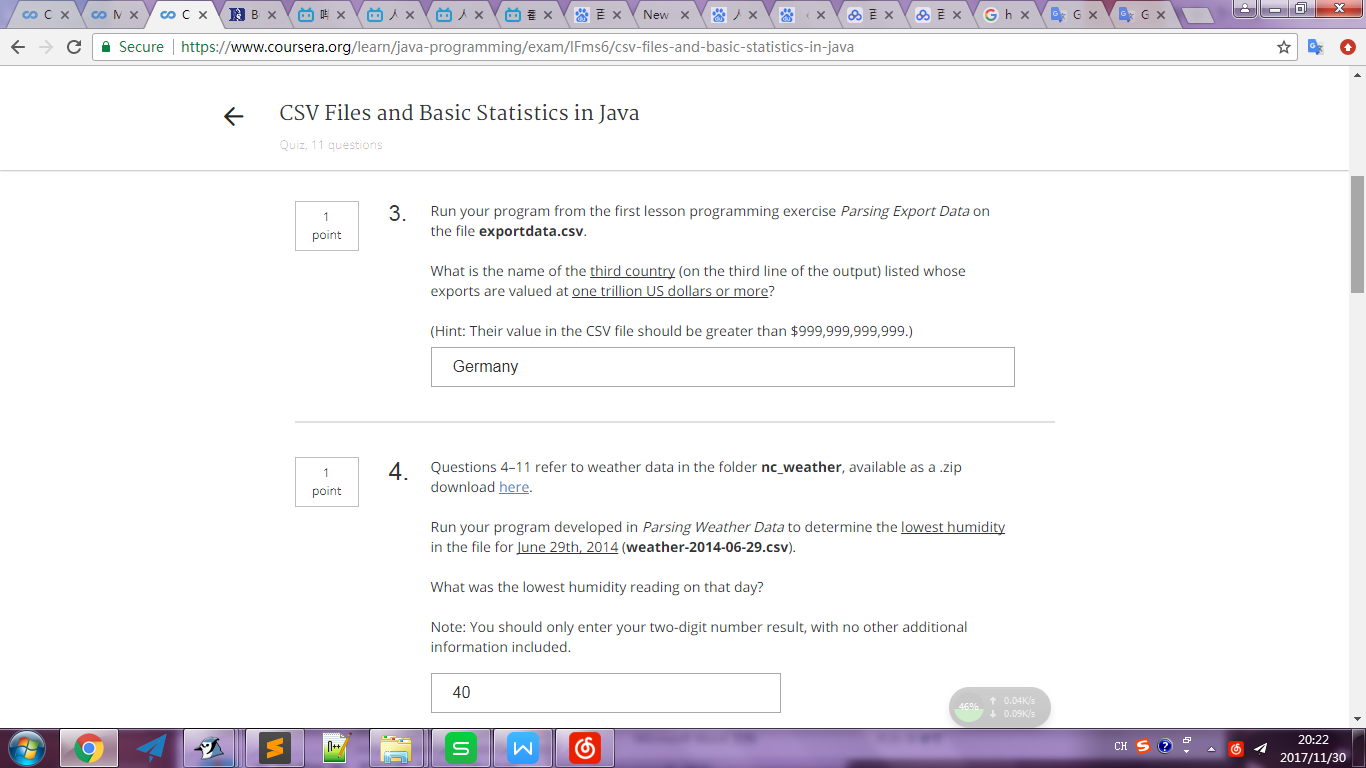 C
M
C
B
人
New
人
G h
G
G
Secure | https://www.coursera.org/learn/java-programming/exam/lFms6/csv-files-and-basic-statistics-in-java
CSV Files and Basic Statistics in Java
Quiz, 11 questions
1
point
3.
Run your program from the first lesson programming exercise Parsing Export Data on
the file exportdata.csv.
What is the name of the third country (on the third line of the output) listed whose
exports are valued at one trillion US dollars or more?
(Hint: Their value in the CSV file should be greater than $999,999,999,999.)
Germany
1
point
4.
Questions 4–11 refer to weather data in the folder nc_weather, available as a .zip
download here.
Run your program developed in Parsing Weather Data to determine the lowest humidity
in the file for June 29th, 2014 (weather-2014-06-29.csv).
What was the lowest humidity reading on that day?
Note: You should only enter your two-digit number result, with no other additional
information included.
40
46%
0.04K/s
0.09K/s
CH
20:22
2017/11/30